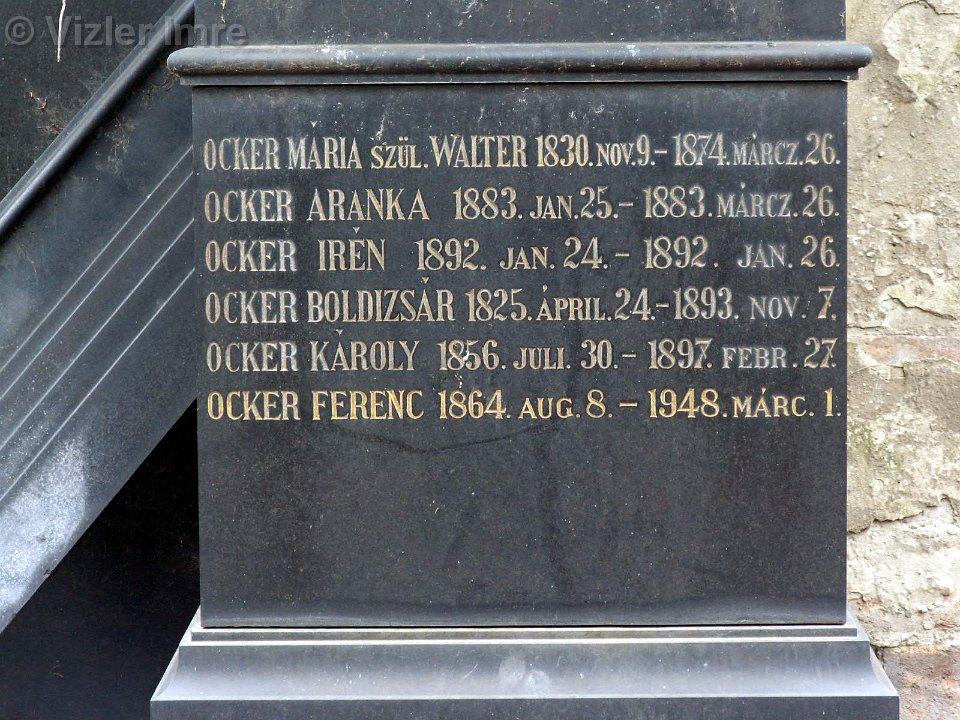 © Vizler Imre
OCKER MÁRIA SZÜL. WALTER 1830. NOV. 9. – 1874. MÁRCZ. 26.
OCKER ARANKA 1883. JAN. 25. – 1883. MÁRCZ. 26.
OCKER IRÉN 1892. JAN. 24. – 1892. JAN. 26.
OCKER BOLDIZSÁR 1825. ÁPRIL. 24. – 1893. NOV. 7.
OCKER KÁROLY 1856. JULI. 30. – 1897. FEBR. 27.
OCKER FERENC 1864. AUG. 8. – 1948. MÁRC. 1.